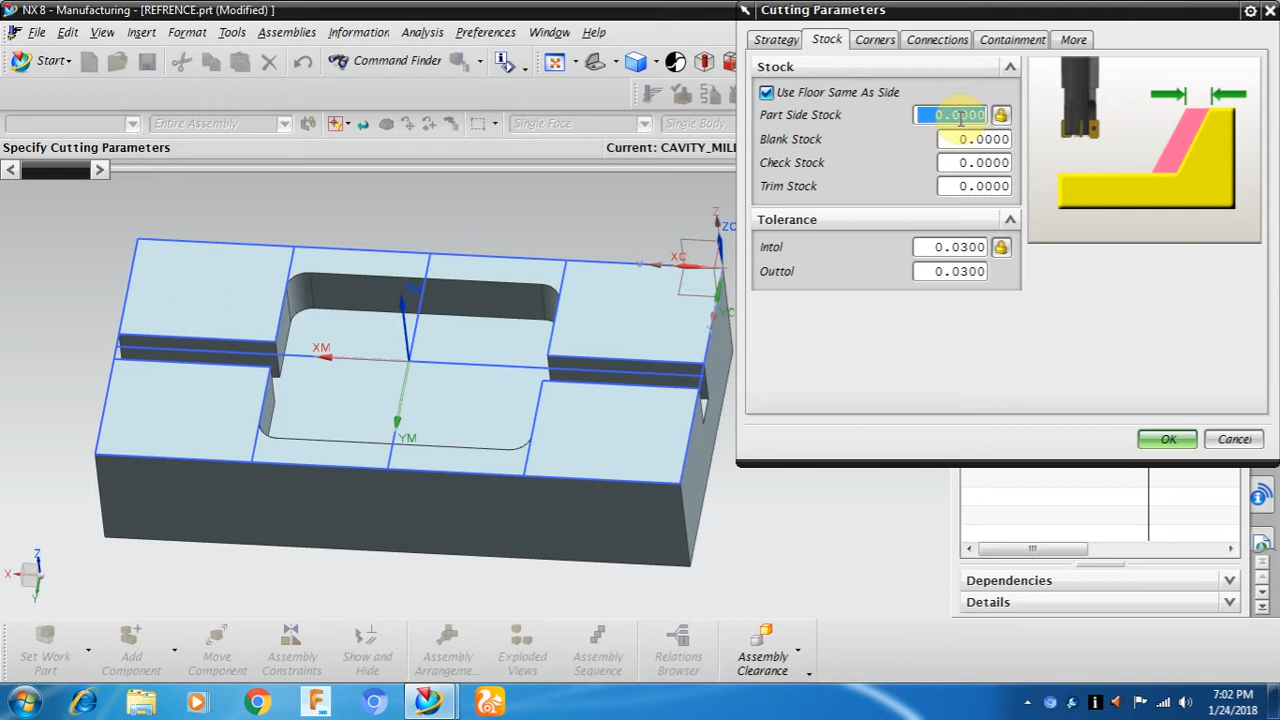 NX 8 - Manufacturing - [REFRENCE.prt (Modified) ]
File Edit View Insert Format Tools Assemblies Information Analysis Preferences Window Help
Start
Command Finder
Entire Assembly
Single Face
Single Body
Specify Cutting Parameters
Current: CAVITY_MILL
Cutting Parameters
Strategy Stock Corners Connections Containment More
Stock
Use Floor Same As Side
Part Side Stock 0.0000
Blank Stock 0.0000
Check Stock 0.0000
Trim Stock 0.0000
Tolerance
Intol 0.0300
Outtol 0.0300
OK Cancel
Z
ZC
XC
YC
XM
YM
Z
X
Y
Dependencies
Details
Set Work Part
Add Component
Move Component
Assembly Constraints
Show and Hide
Assembly Arrangeme...
Exploded Views
Assembly Sequence
Relations Browser
Assembly Clearance
7:02 PM
1/24/2018